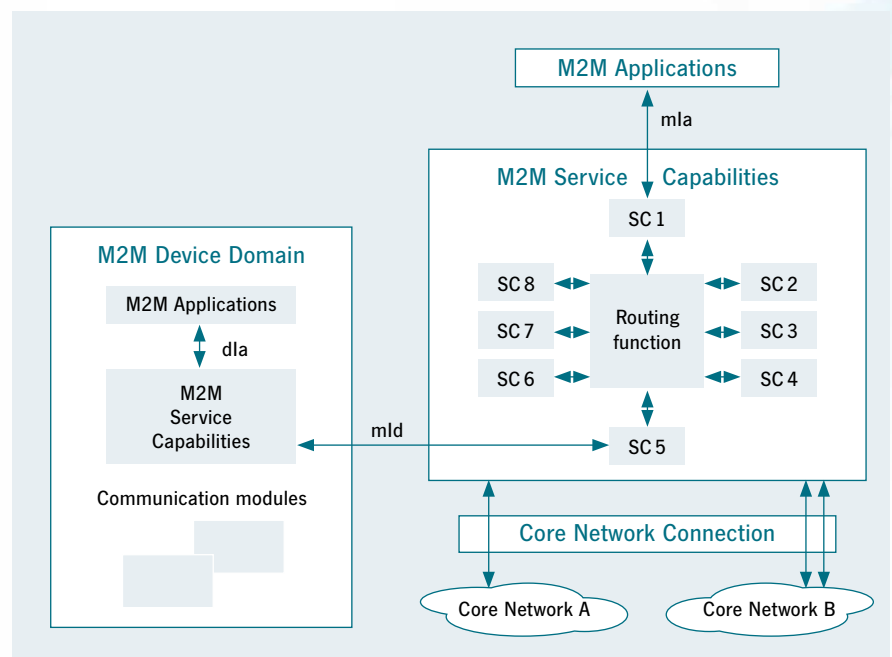 M2M Applications
mIa
M2M Service Capabilities
SC 1
SC 8
SC 2
SC 7
Routing
function
SC 3
SC 6
SC 4
SC 5
M2M Device Domain
M2M Applications
dIa
M2M
Service
Capabilities
mId
Communication modules
Core Network Connection
Core Network A
Core Network B